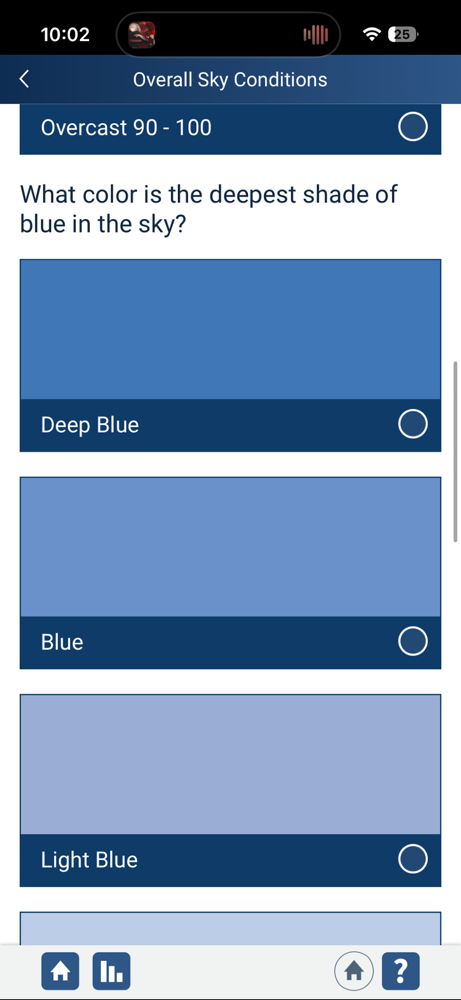 10:02
25
Overall Sky Conditions
Overcast 90 - 100
What color is the deepest shade of
blue in the sky?
Deep Blue
Blue
Light Blue
?